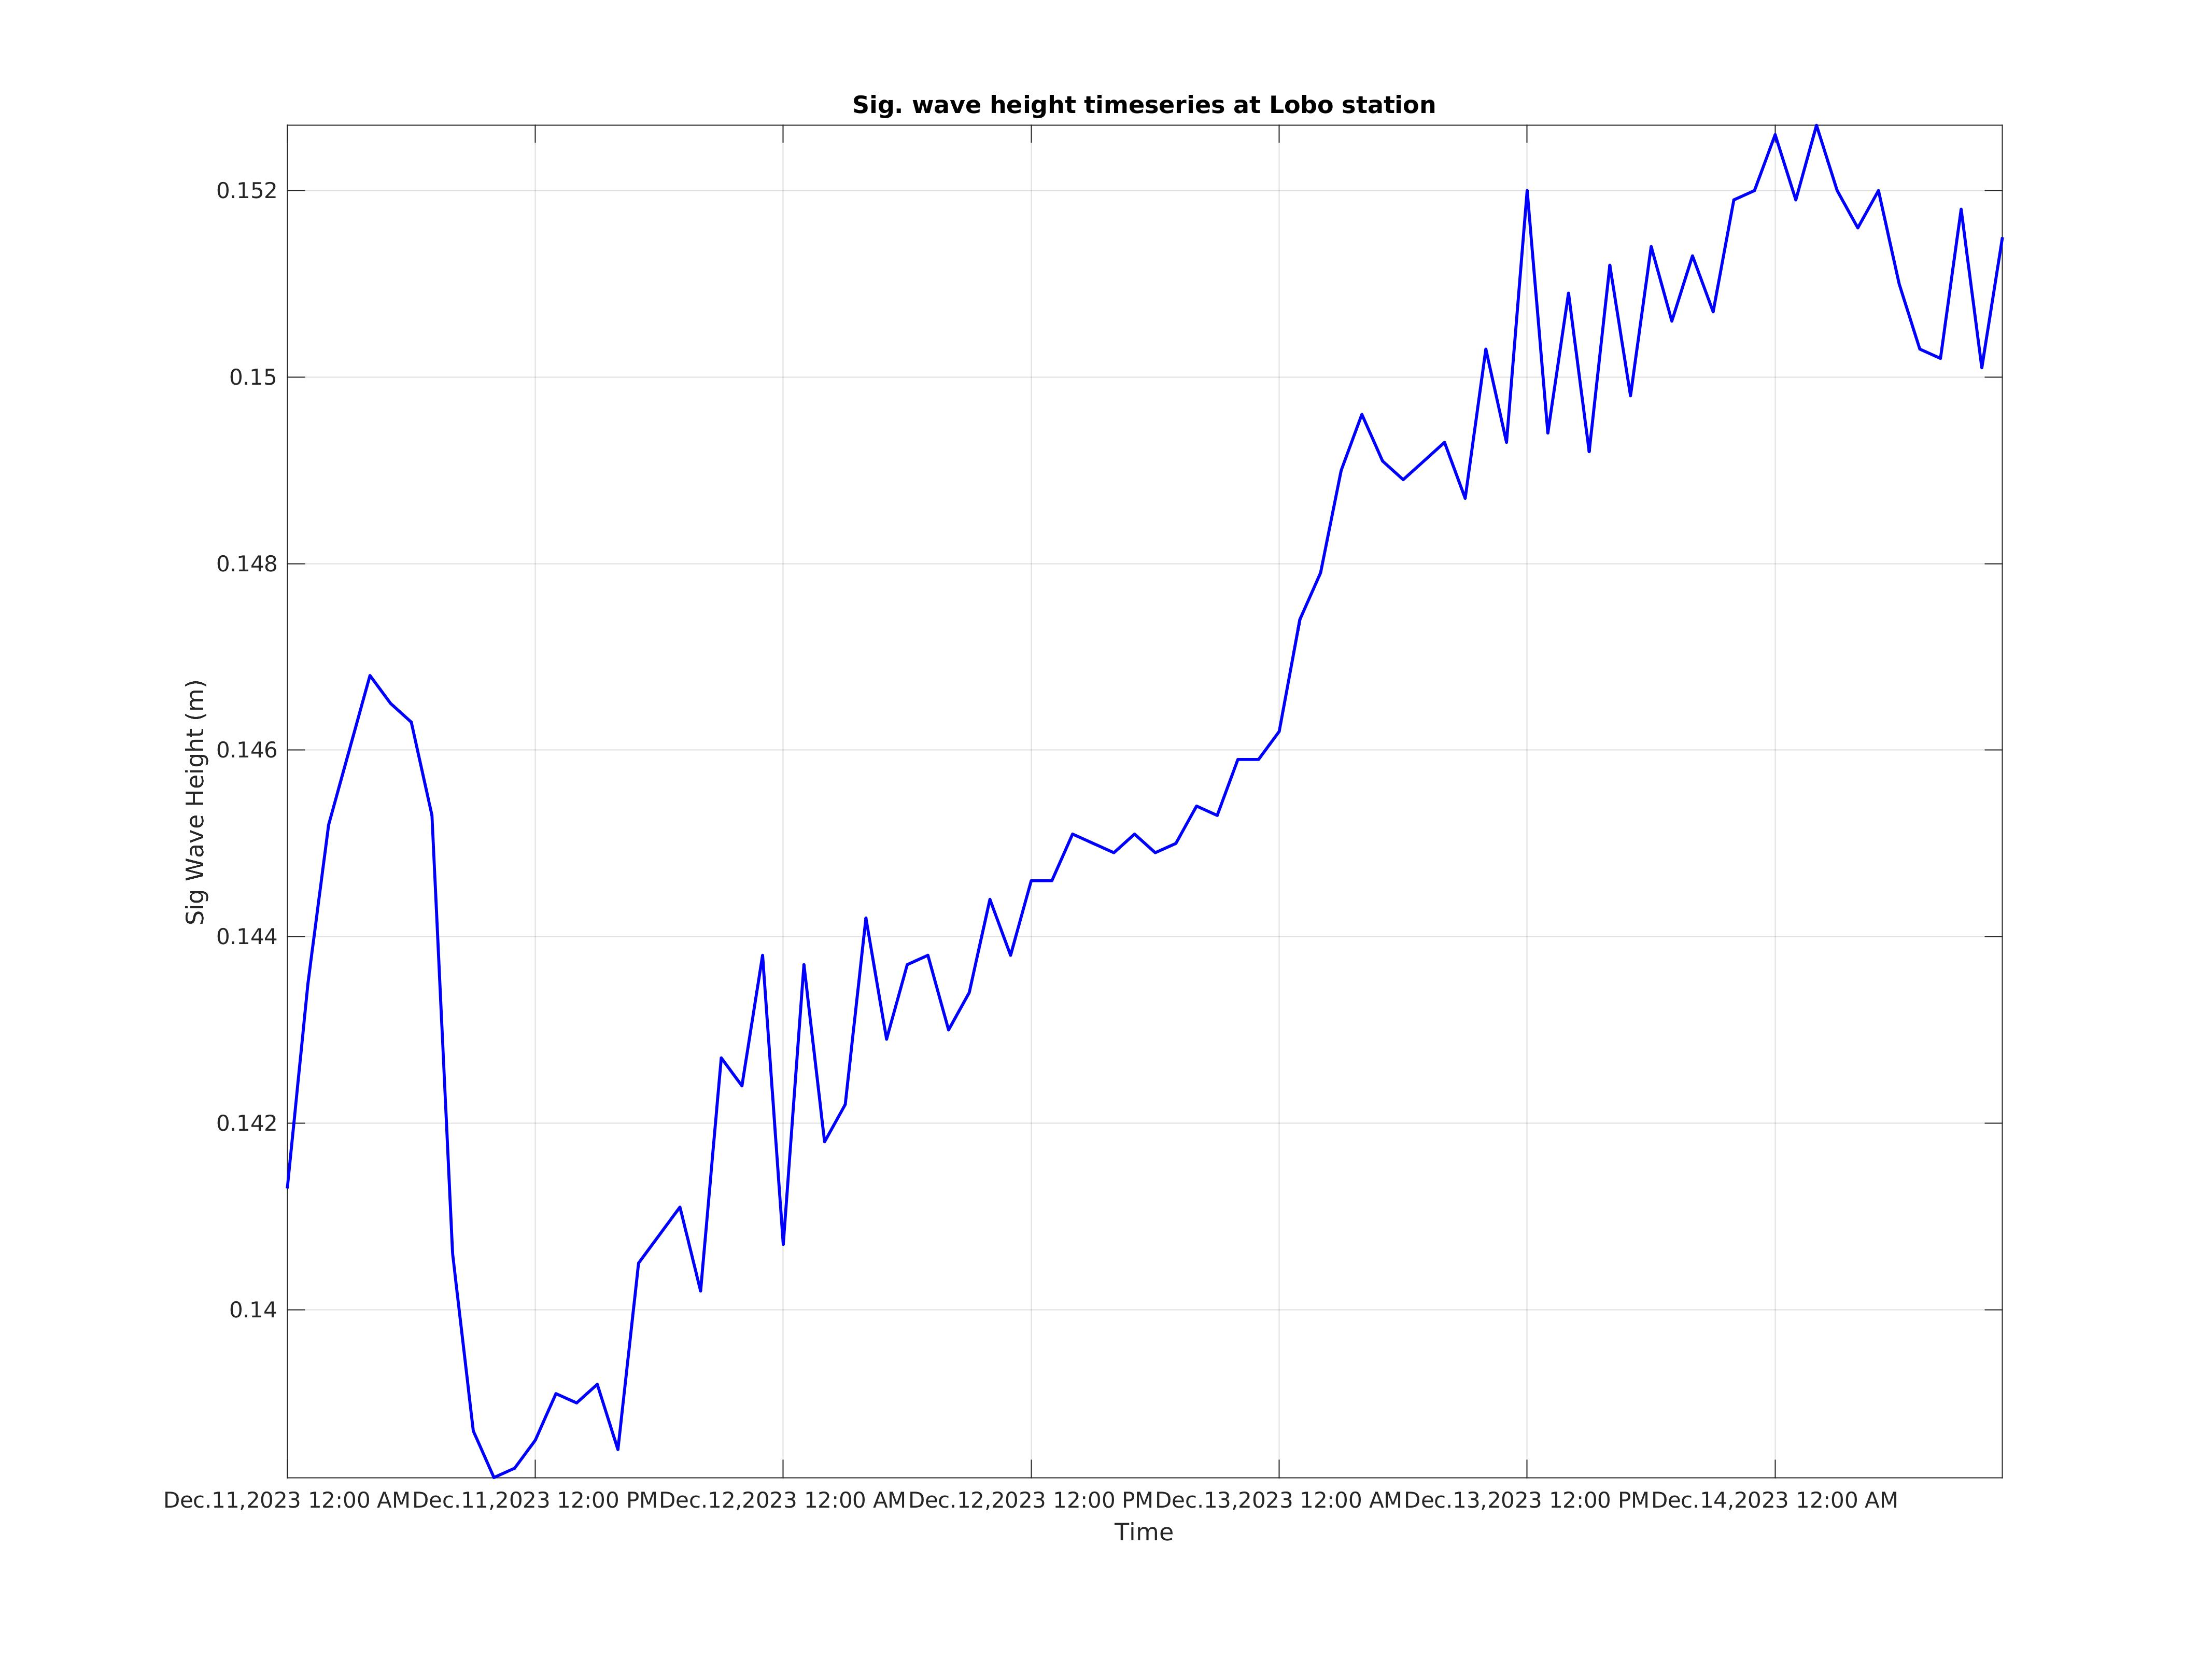 Sig. wave height timeseries at Lobo station
0.152
0.15
0.148
0.146
0.144
0.142
0.14
Sig Wave Height (m)
Dec.11,2023 12:00 AM Dec.11,2023 12:00 PM Dec.12,2023 12:00 AM Dec.12,2023 12:00 PM Dec.13,2023 12:00 AM Dec.13,2023 12:00 PM Dec.14,2023 12:00 AM
Time